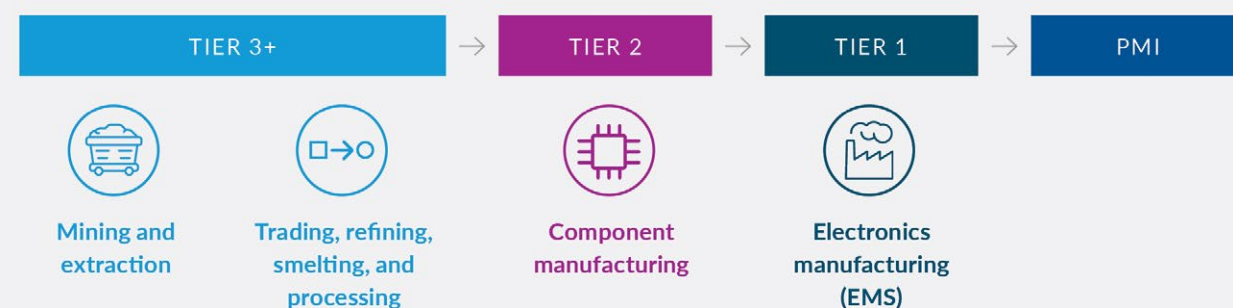 TIER 3+
TIER 2
TIER 1
PMI
Mining and
extraction
Trading, refining,
smelting, and
processing
Component
manufacturing
Electronics
manufacturing
(EMS)